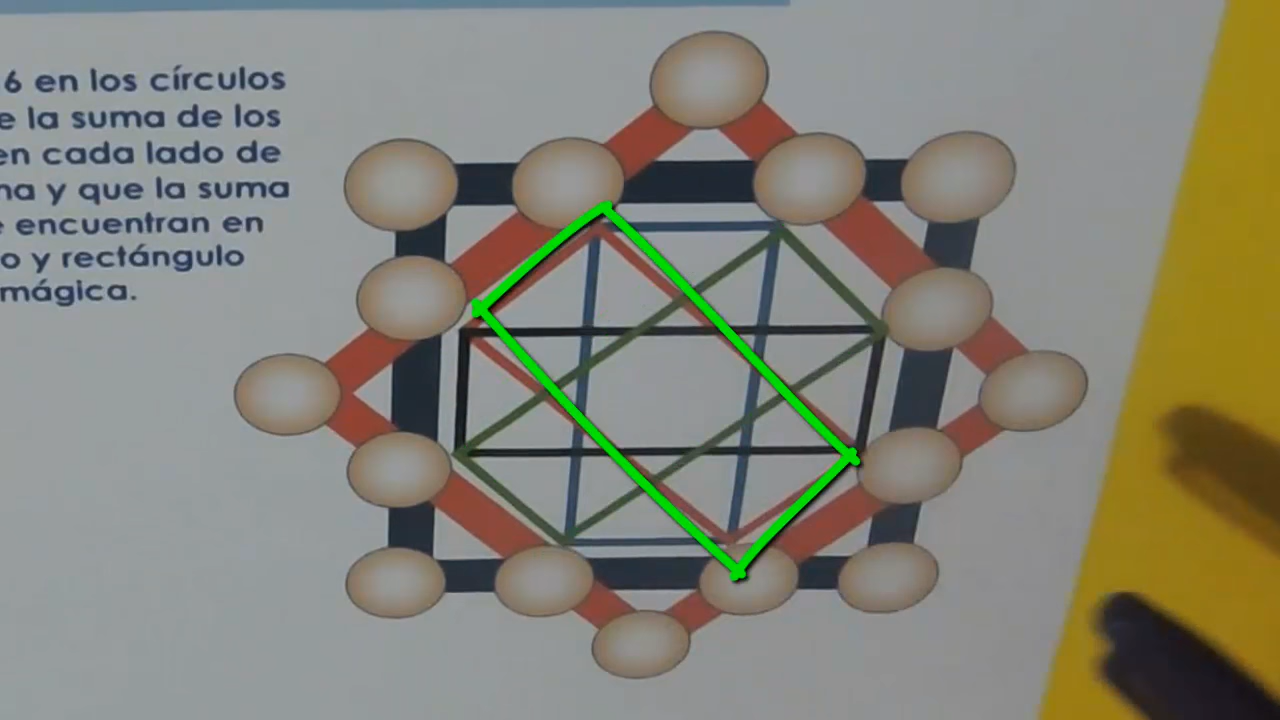 6 en los círculos
e la suma de los
en cada lado de
na y que la suma
e encuentran en
o y rectángulo
mágica.